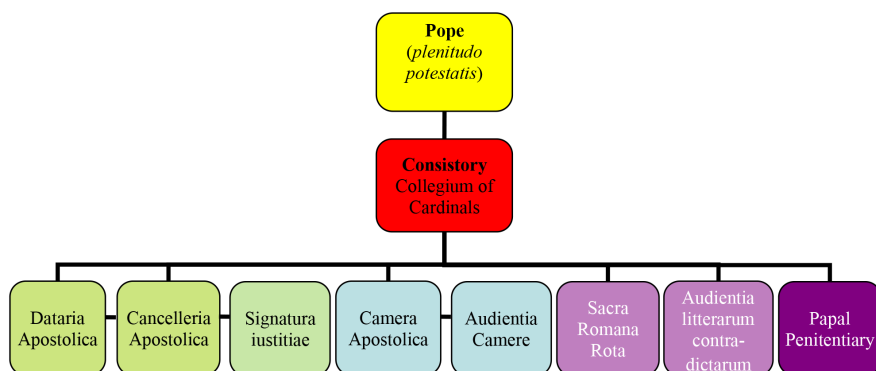 Pope
(plenitudo
potestatis)
Consistory
Collegium of
Cardinals
Dataria
Apostolica
Cancelleria
Apostolica
Signatura
iustitiae
Camera
Apostolica
Audientia
Camere
Sacra
Romana
Rota
Audientia
litterarum
contra-
dictarum
Papal
Penitentiary